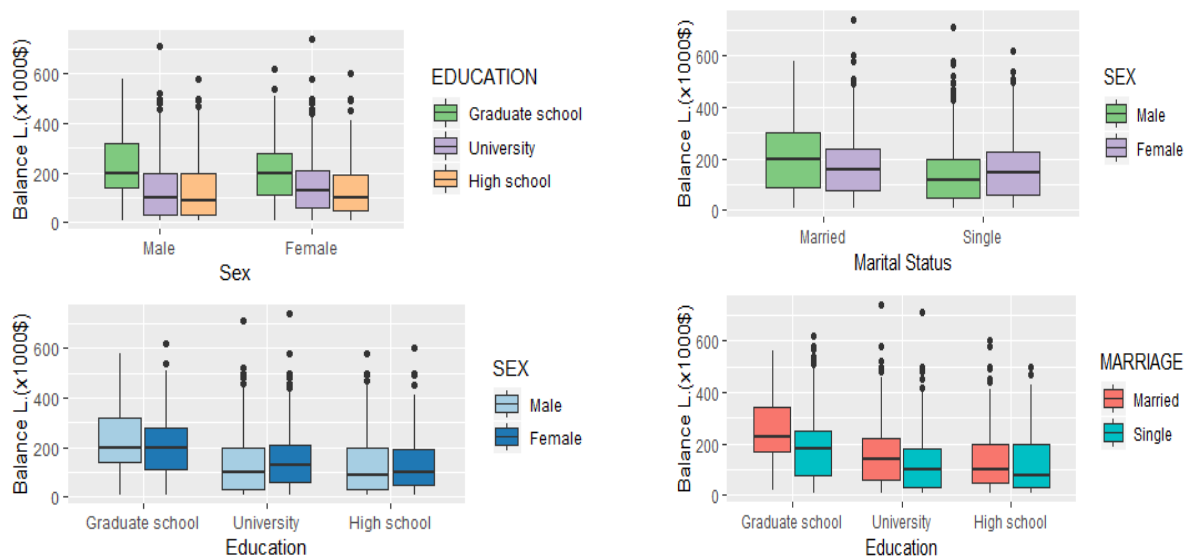 Balance L.(x1000$)
600
400
200
0
Male
Female
Sex
EDUCATION
Graduate school
University
High school
Balance L.(x1000$)
600
400
200
0
Married
Single
Marital Status
SEX
Male
Female
Balance L.(x1000$)
600
400
200
0
Graduate school
University
High school
Education
SEX
Male
Female
Balance L.(x1000$)
600
400
200
0
Graduate school
University
High school
Education
MARRIAGE
Married
Single